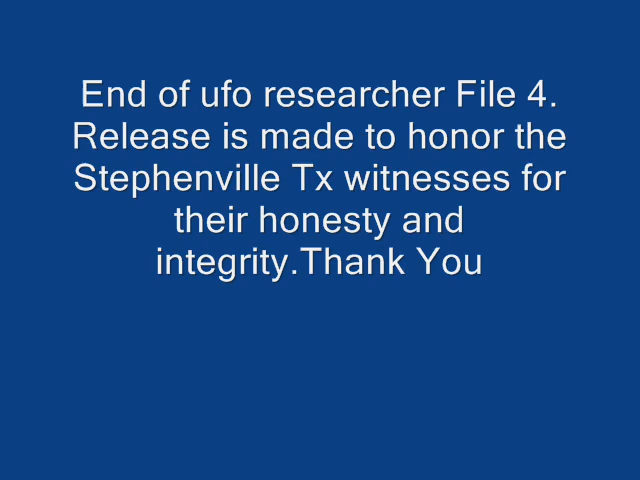 End of ufo researcher File 4.
Release is made to honor the
Stephenville Tx witnesses for
their honesty and
integrity.Thank You